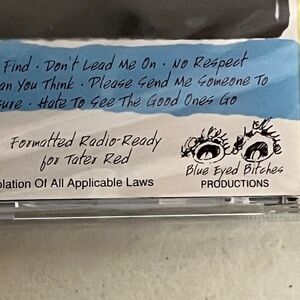 Find · Don't Lead Me On · No Respect
an You Think · Please Send Me Someone To
sure · Hate To See The Good Ones Go
Formatted Radio-Ready
for Tater Red
Blue Eyed Bitches
olation Of All Applicable Laws
PRODUCTIONS